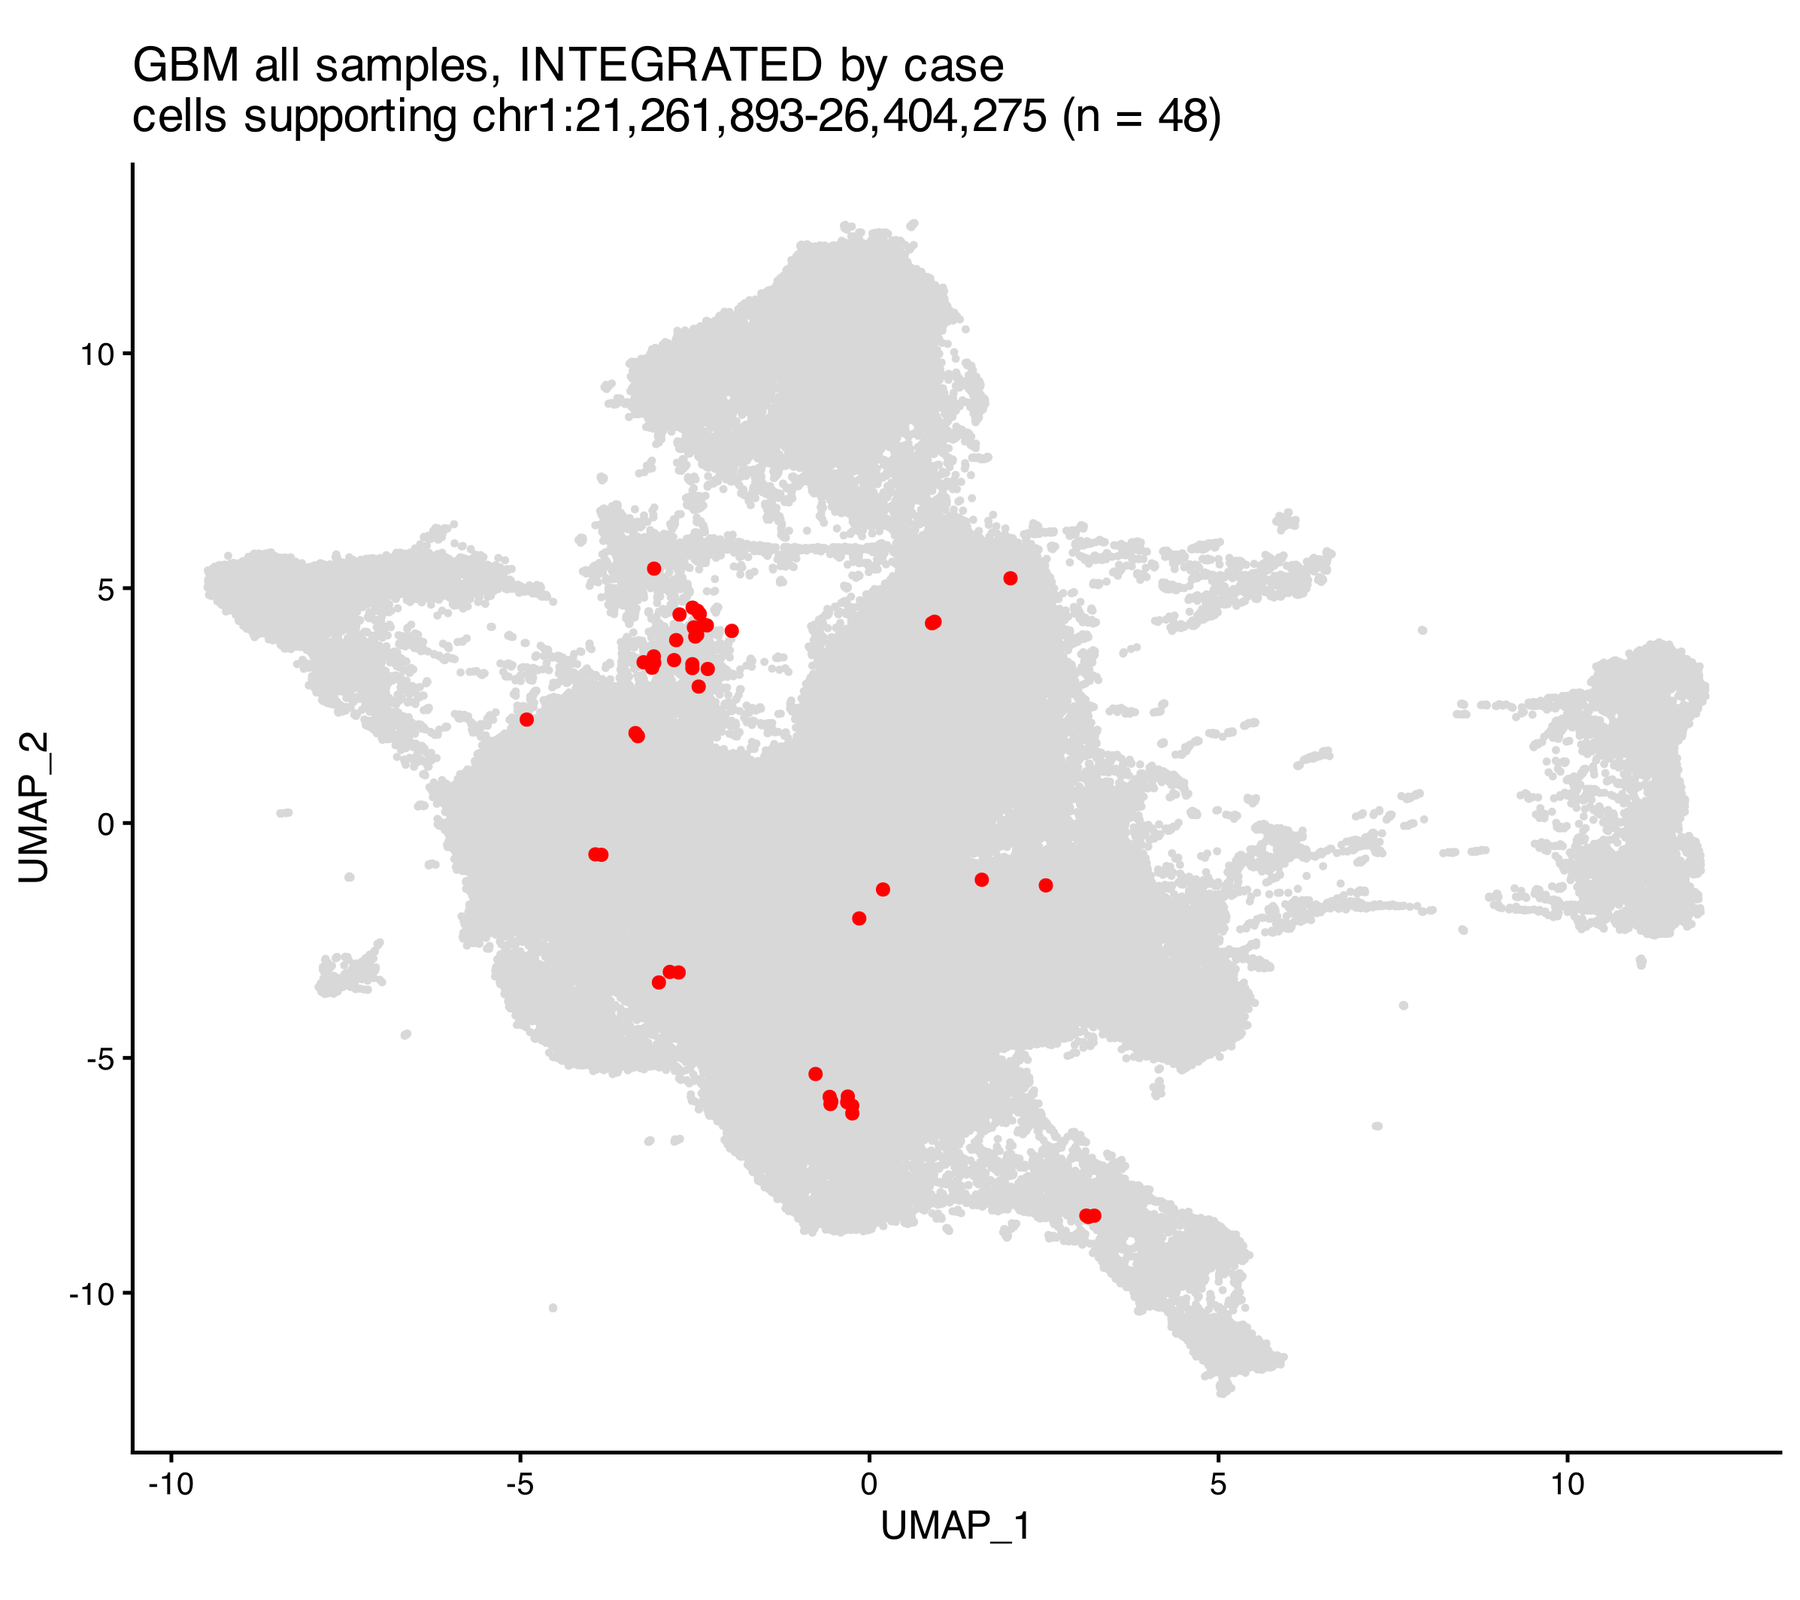 GBM all samples, INTEGRATED by case
cells supporting chr1:21,261,893-26,404,275 (n = 48)
10
5
0
-5
-10
UMAP_2
-10
-5
0
5
10
UMAP_1